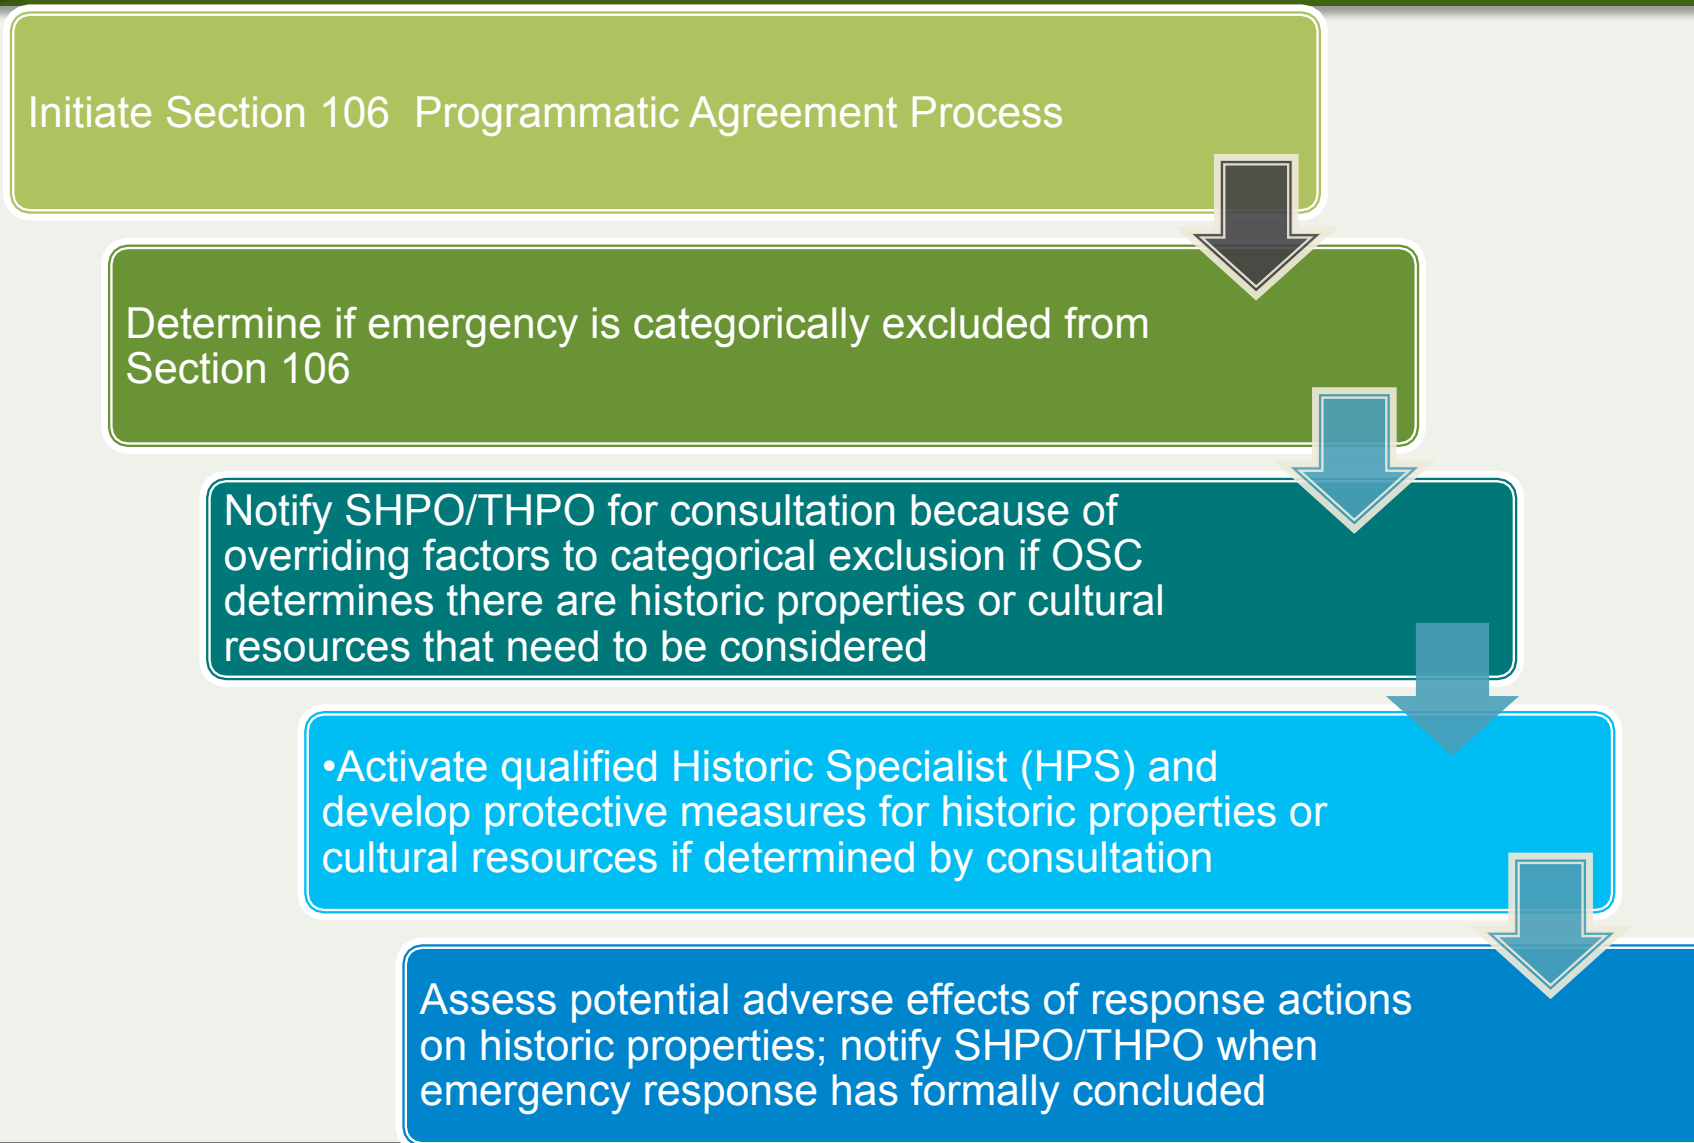 Initiate Section 106  Programmatic Agreement Process
Determine if emergency is categorically excluded from
Section 106
Notify SHPO/THPO for consultation because of
overriding factors to categorical exclusion if OSC
determines there are historic properties or cultural
resources that need to be considered
•Activate qualified Historic Specialist (HPS) and
develop protective measures for historic properties or
cultural resources if determined by consultation
Assess potential adverse effects of response actions
on historic properties; notify SHPO/THPO when
emergency response has formally concluded